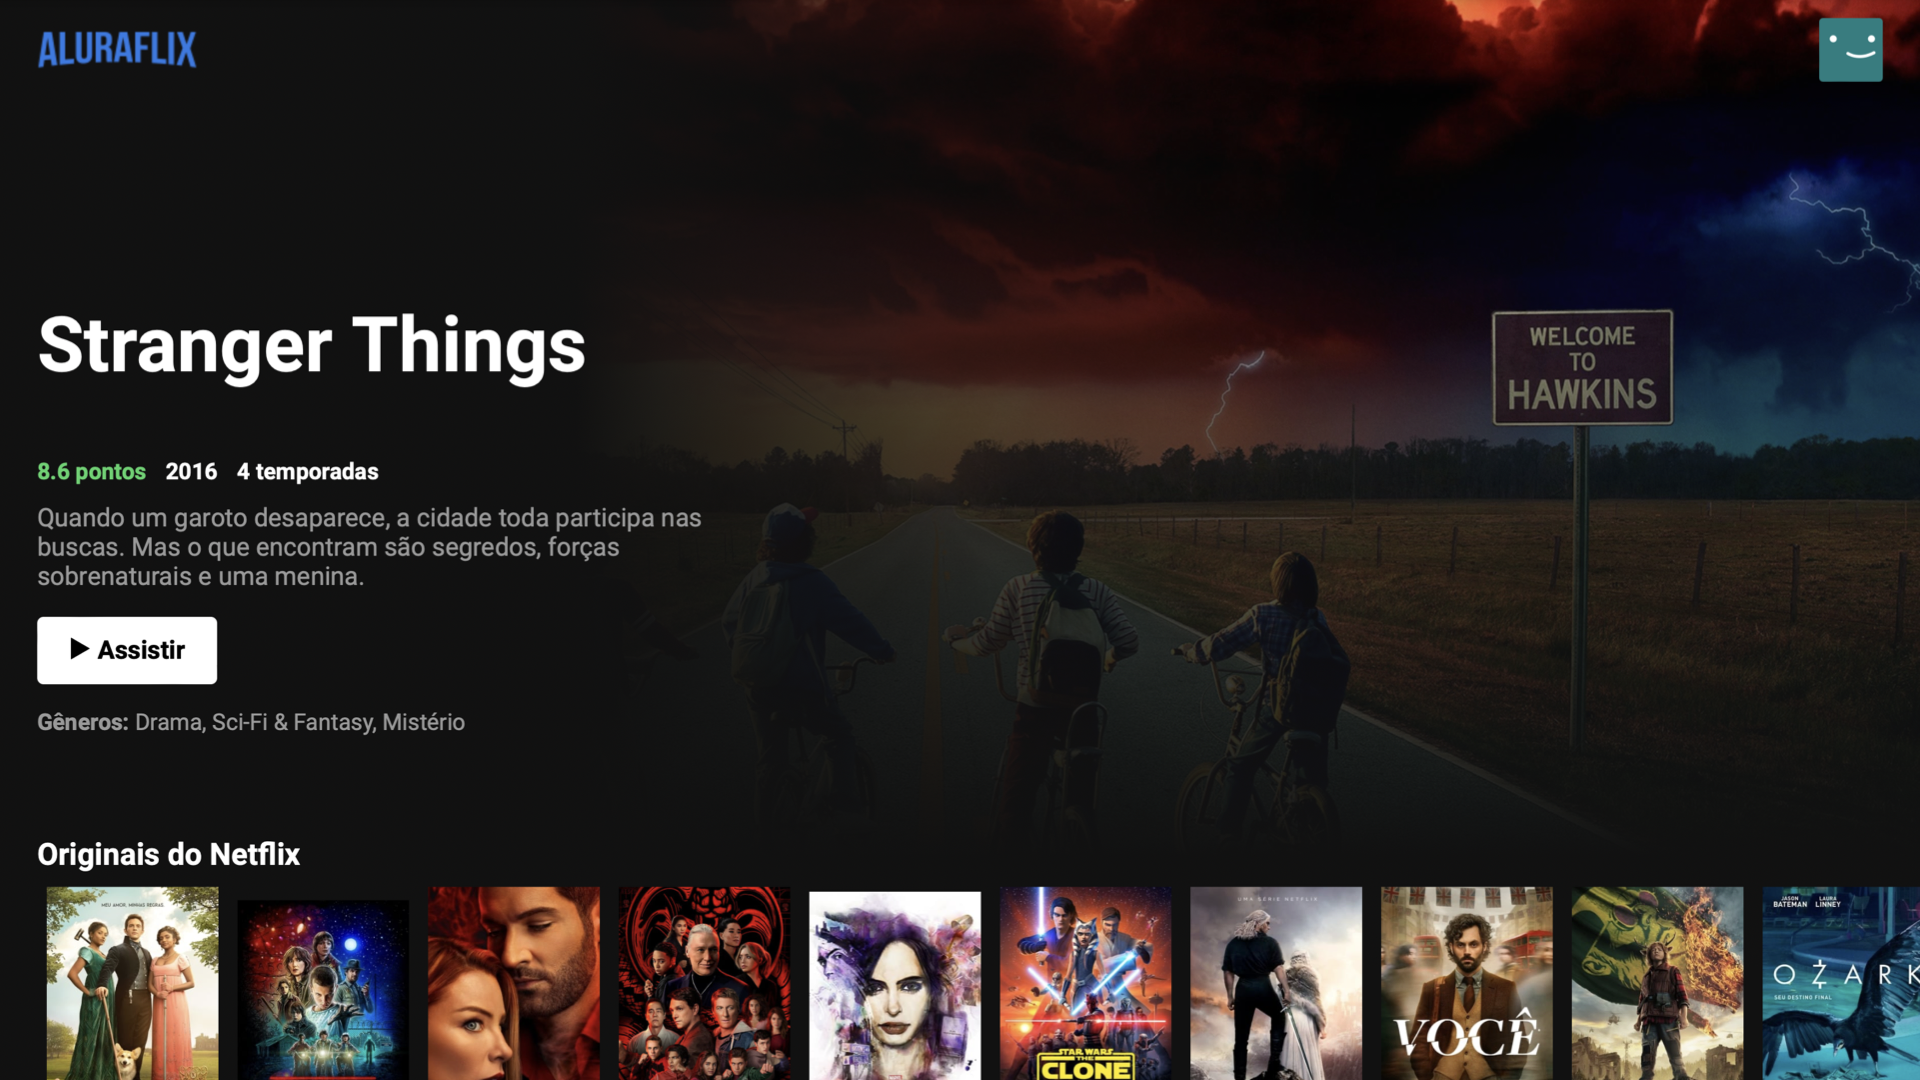 ALURAFLIX
WELCOME
TO
HAWKINS
Stranger Things
8.6 pontos 2016 4 temporadas
Quando um garoto desaparece, a cidade toda participa nas
buscas. Mas o que encontram são segredos, forças
sobrenaturais e uma menina.
Assistir
Gêneros: Drama, Sci-Fi & Fantasy, Mistério
Originais do Netflix
MEU AMOR, MINHAS REGRAS.
STAR WARS
THE
CLONE
UMA SÉRIE NETFLIX
VOCÊ
JASON BATEMAN LAURA LINNEY
OZARK
SEU DESTINO FINAL